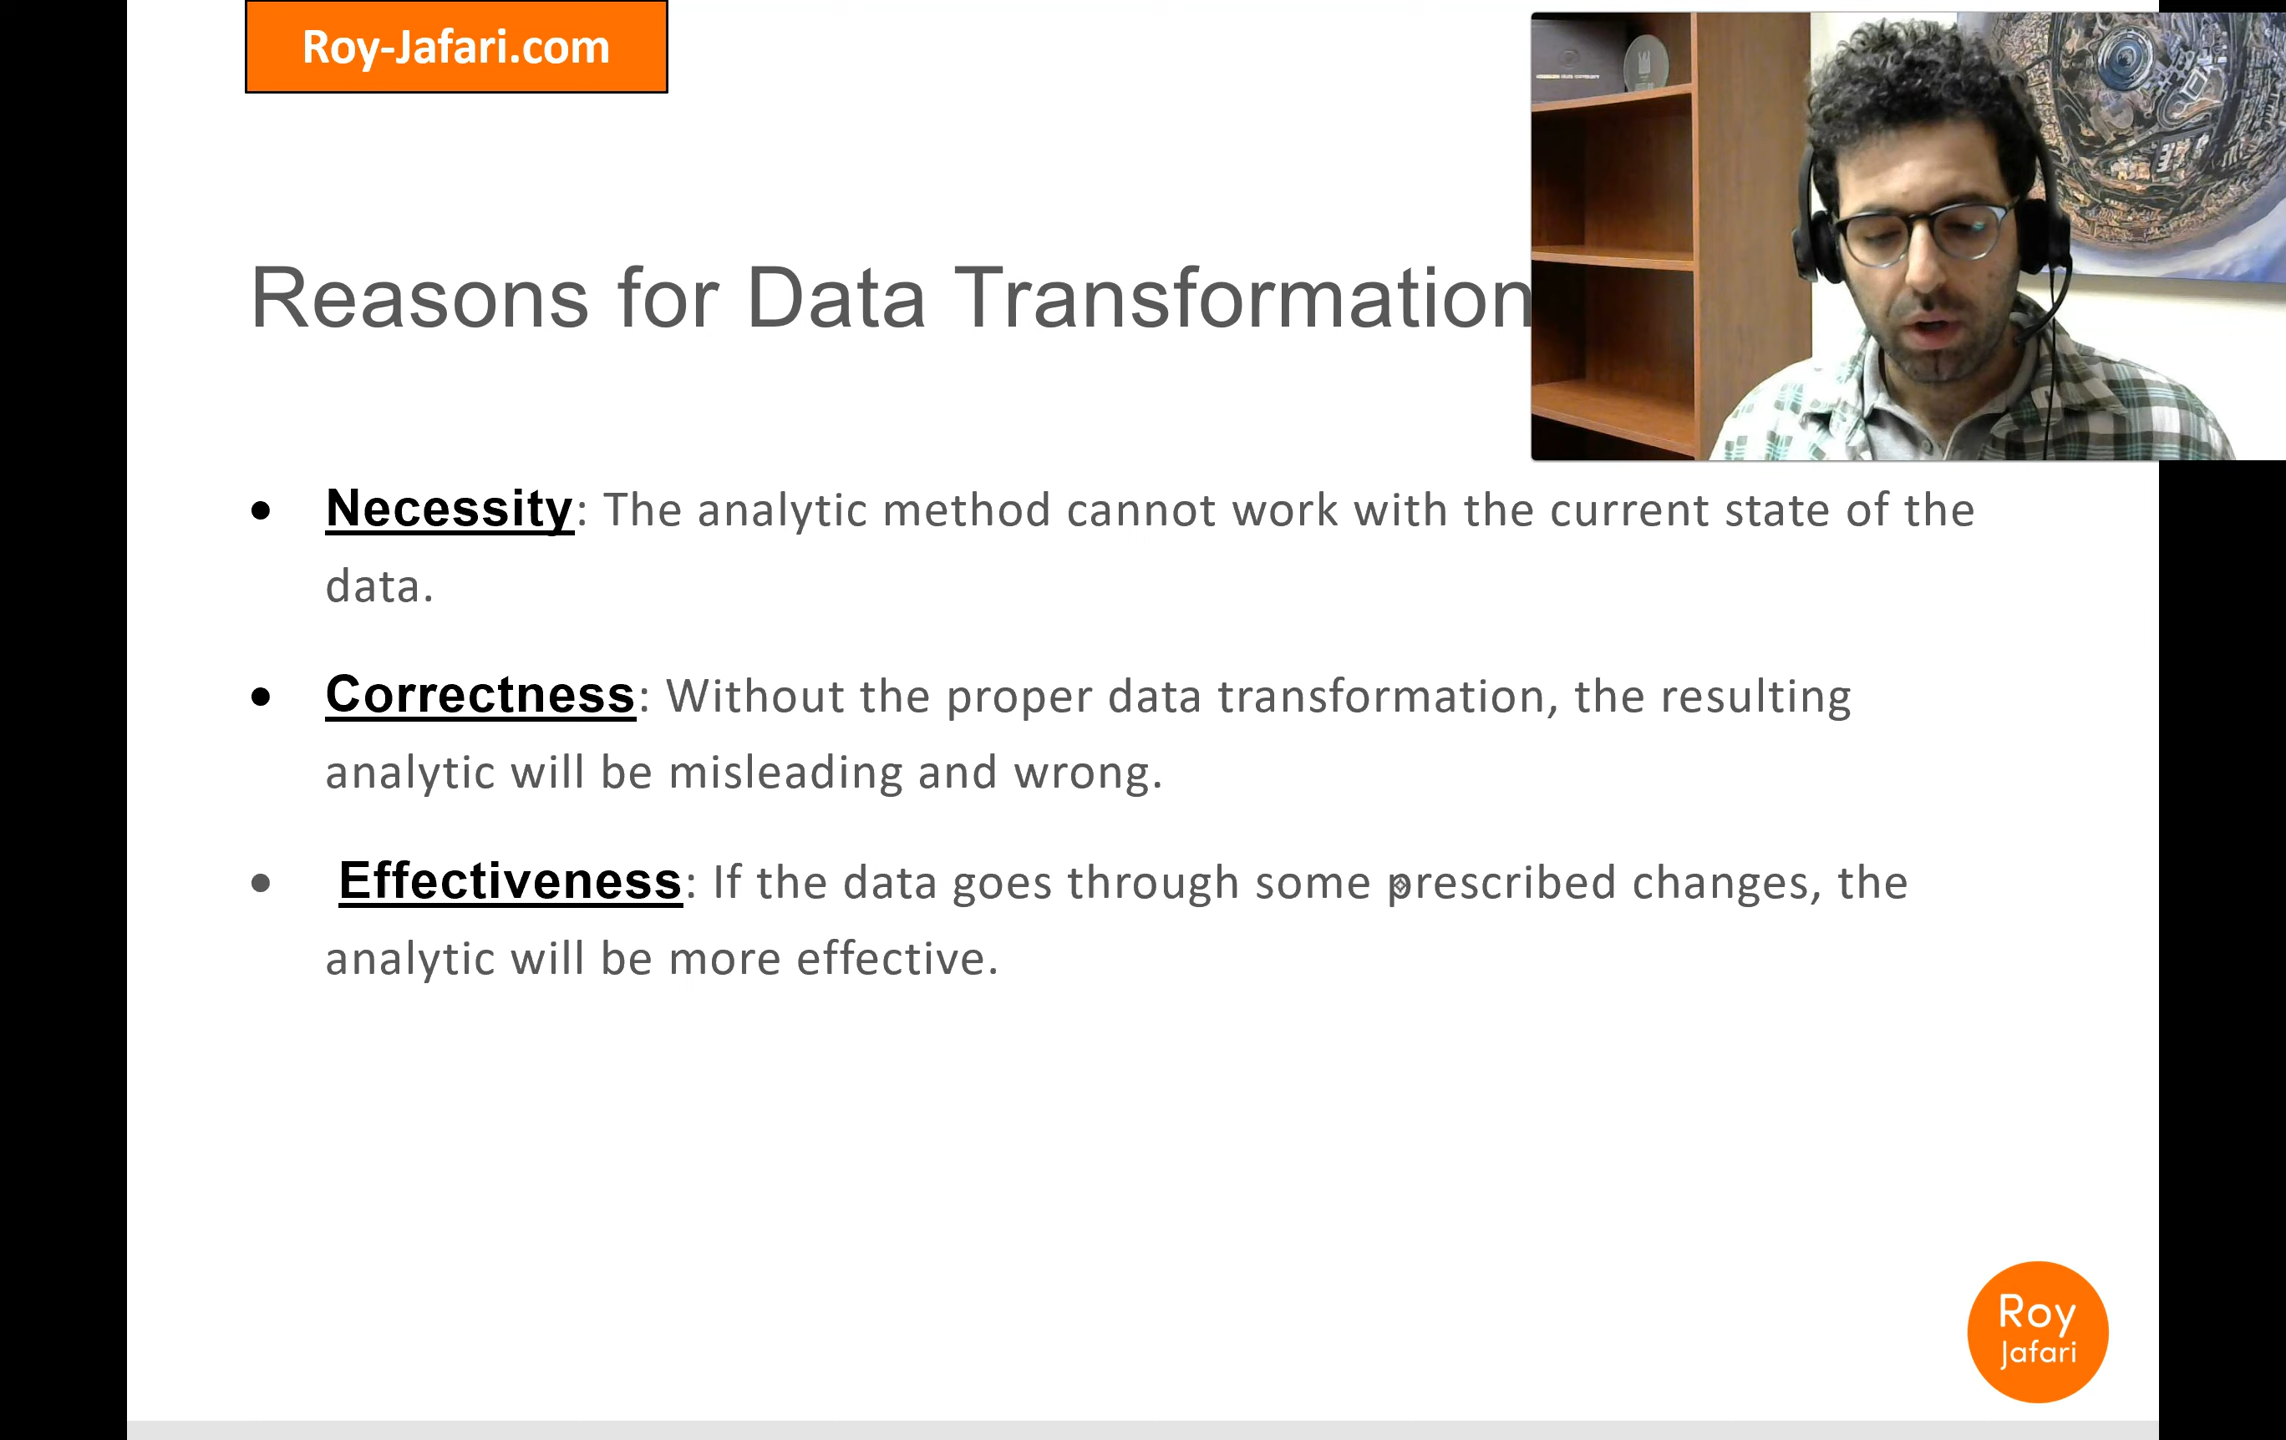 Roy-Jafari.com
Reasons for Data Transformation
• Necessity: The analytic method cannot work with the current state of the
data.
• Correctness: Without the proper data transformation, the resulting
analytic will be misleading and wrong.
• Effectiveness: If the data goes through some prescribed changes, the
analytic will be more effective.
Roy
Jafari